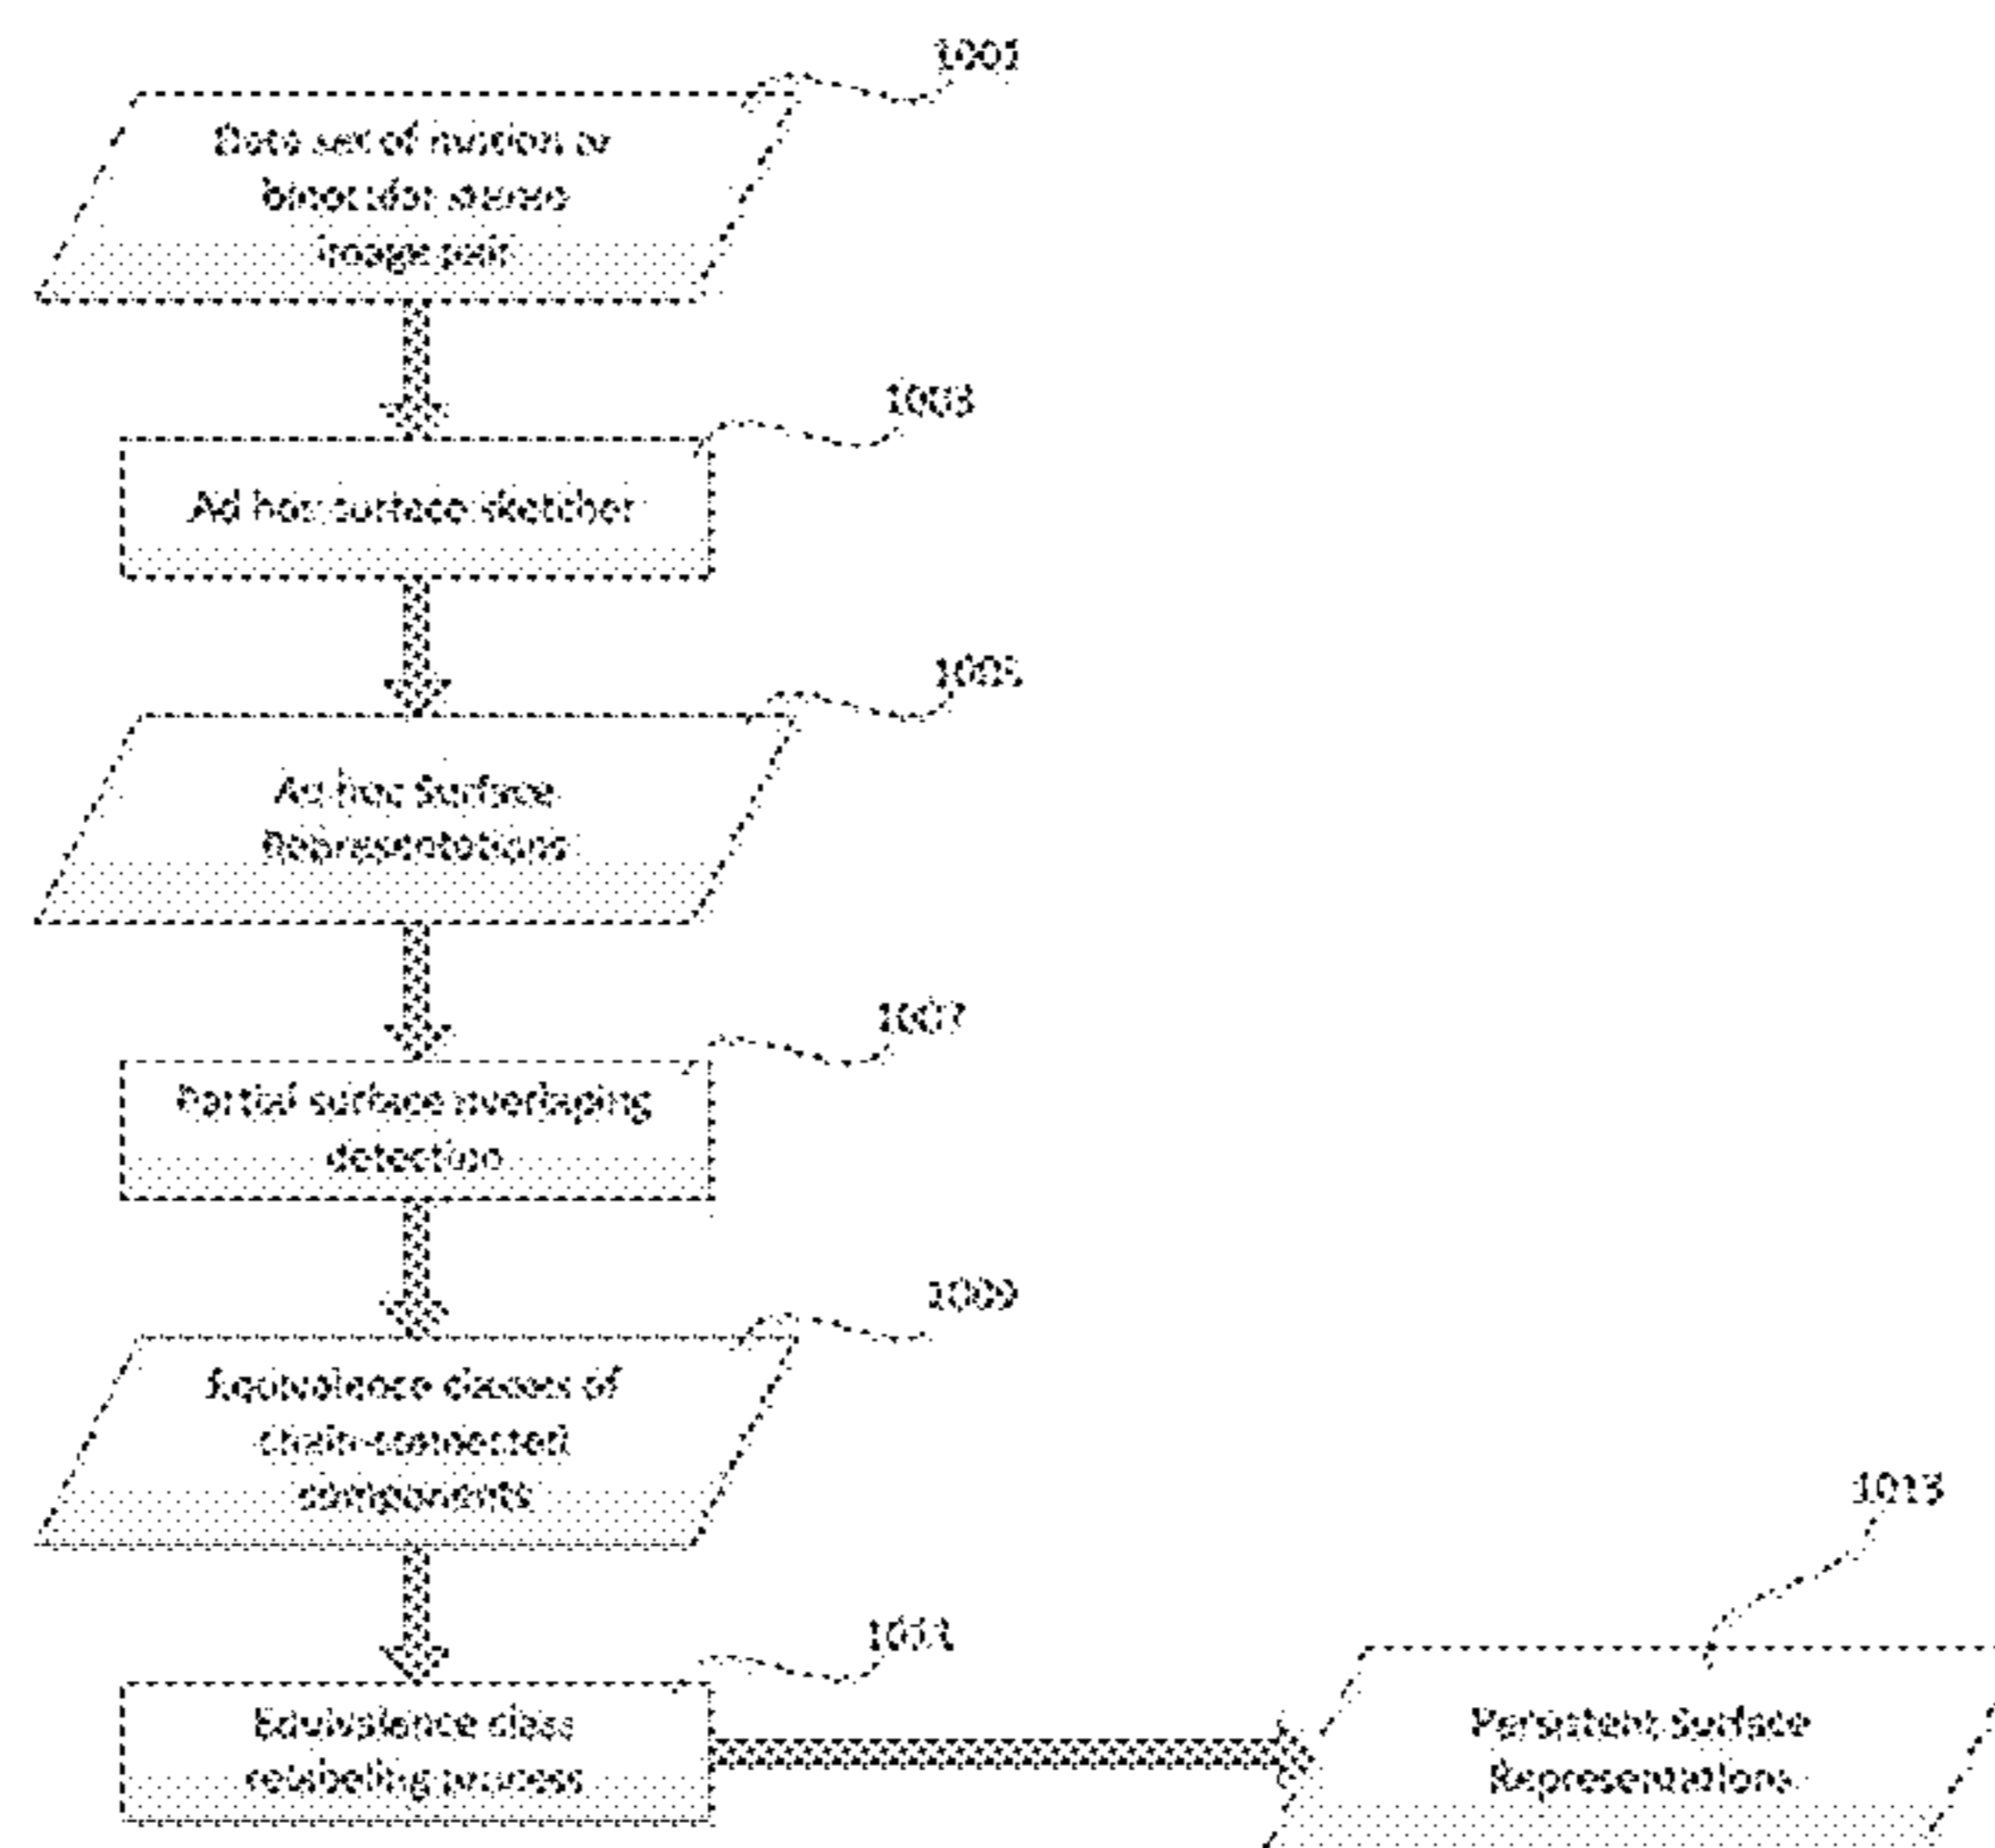 1001
Data set of motion or
binocular stereo
image pair
1003
Ad hoc surface sketcher
1005
Ad hoc Surface
Representations
1007
Partial surface overlaping
detection
1009
Equivalence classes of
chain-connected
components
1013
1011
Equivalence class
relabeling process
Persistent Surface
Representations